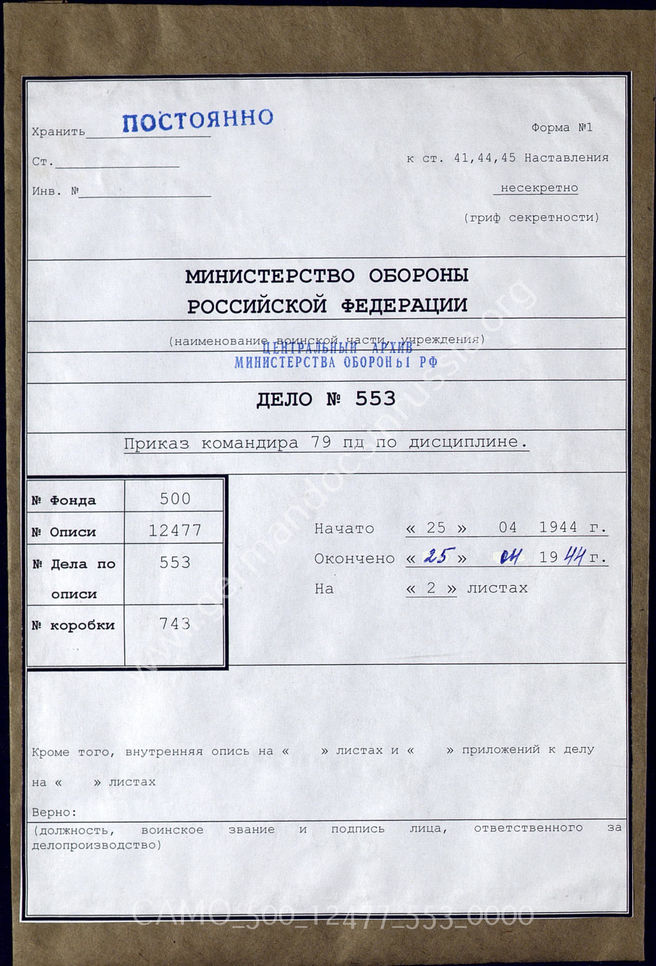 Хранить ПОСТОЯННО
Форма №1
Ст.
к ст. 41,44,45 Наставления
Инв. №
несекретно
(гриф секретности)
МИНИСТЕРСТВО ОБОРОНЫ
РОССИЙСКОЙ ФЕДЕРАЦИИ
(наименование воинской части, учреждения)
ЦЕНТРАЛЬНЫЙ АРХИВ
МИНИСТЕРСТВА ОБОРОНЫ РФ
ДЕЛО № 553
Приказ командира 79 пд по дисциплине.
№ Фонда 500
№ Описи 12477
№ Дела по описи 553
№ коробки 743
Начато « 25 » 04 1944 г.
Окончено « 25 » 04 1944 г.
На « 2 » листах
Кроме того, внутренняя опись на « » листах и « » приложений к делу
на « » листах
Верно:
(должность, воинское звание и подпись лица, ответственного за
делопроизводство)
www.germandocsinrussia.org
CAMO_500_12477_553_0000